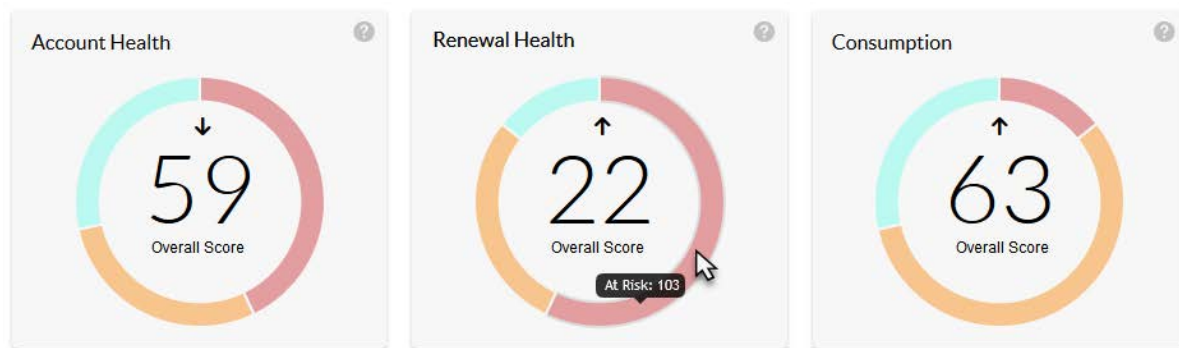 Account Health
?
↓
59
Overall Score
Renewal Health
?
↑
22
Overall Score
At Risk: 103
Consumption
?
↑
63
Overall Score